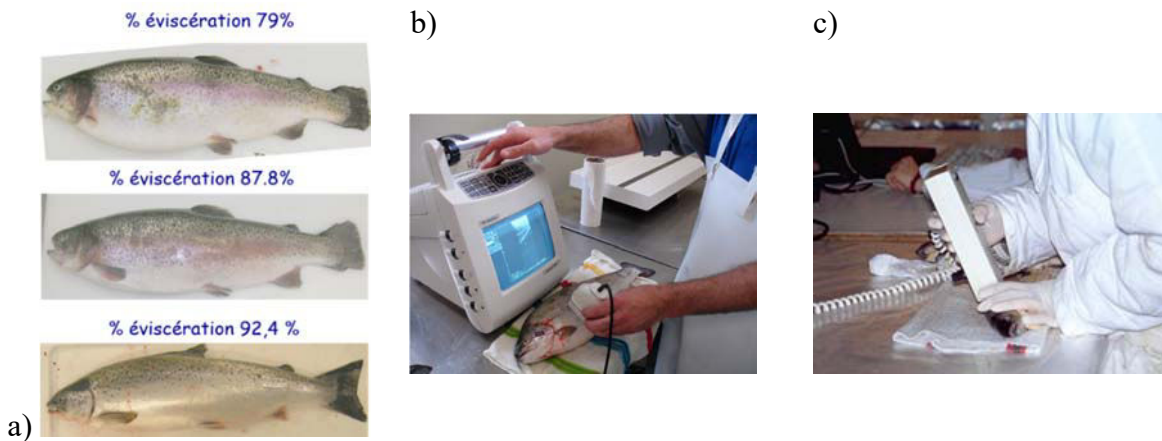 % éviscération 79%
% éviscération 87.8%
% éviscération 92,4 %
a)
b)
c)